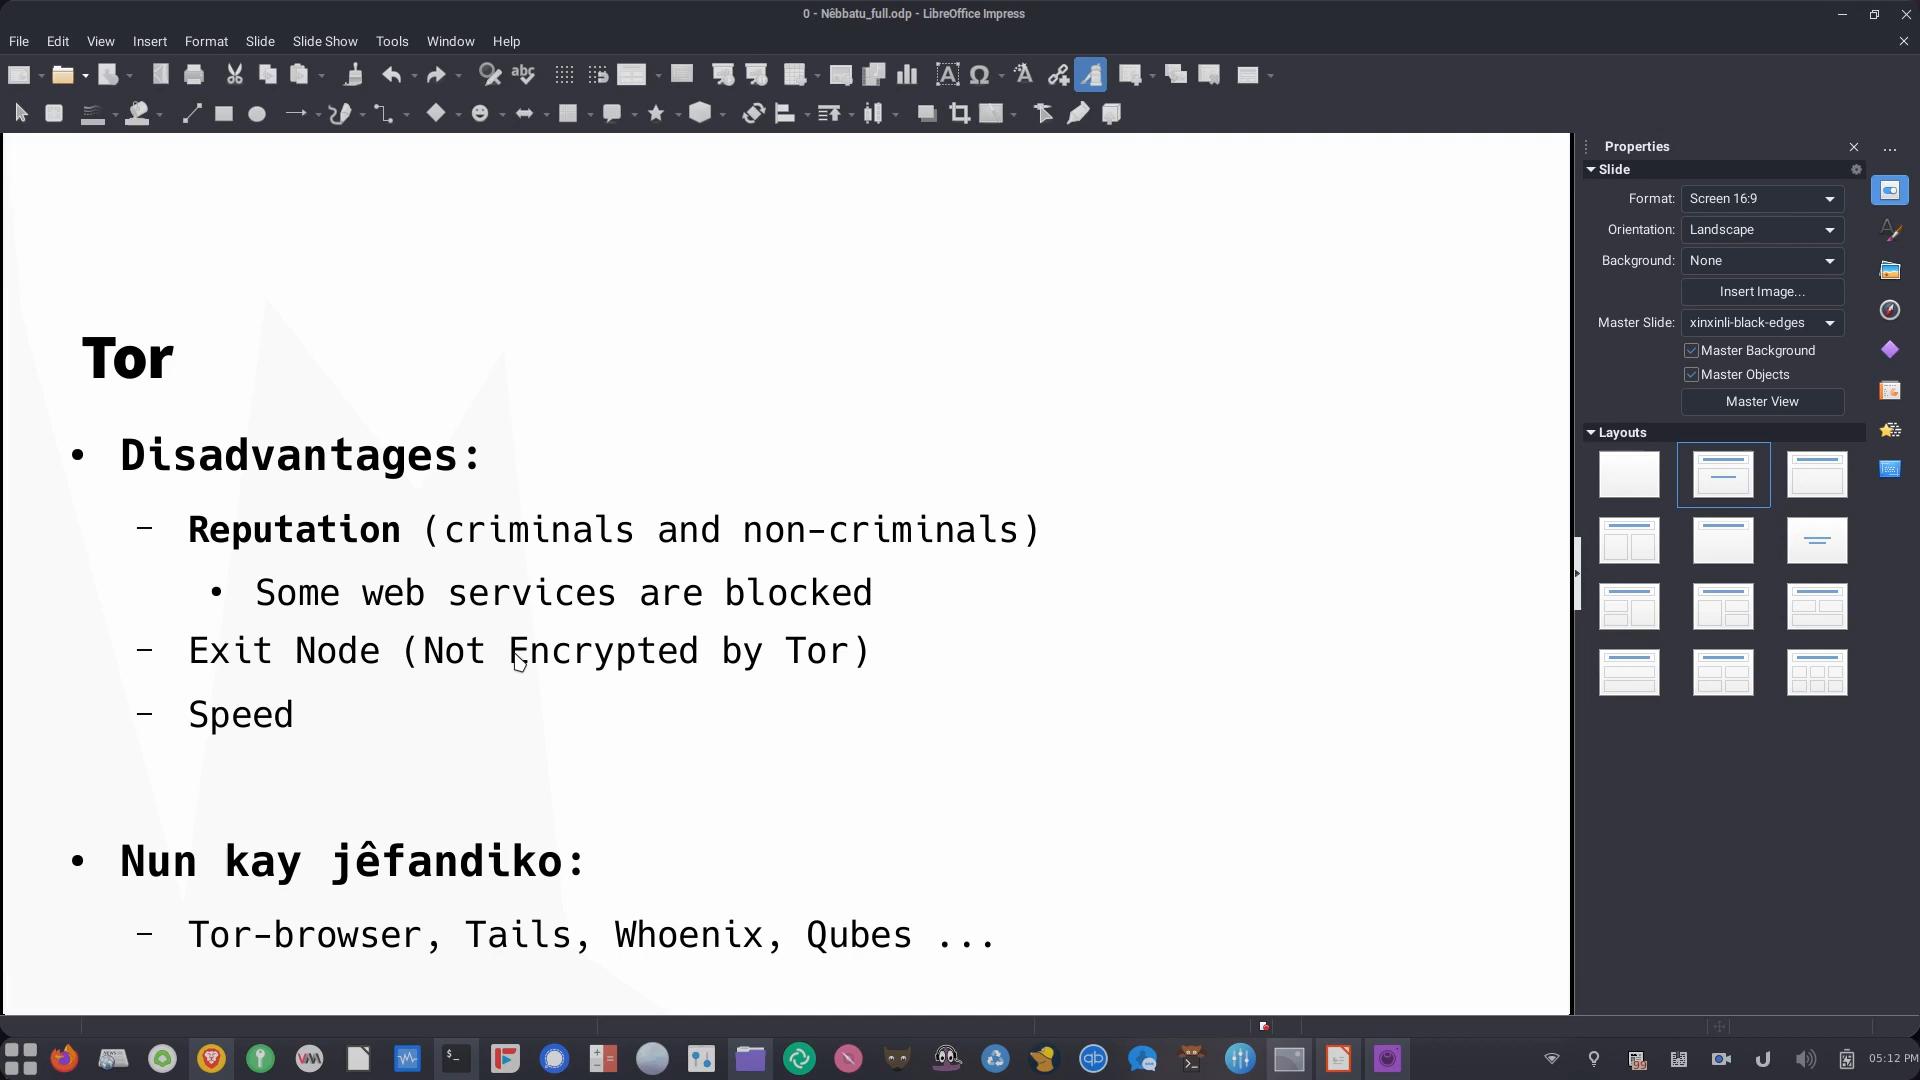 0 - Nêbbatu_full.odp - LibreOffice Impress
File Edit View Insert Format Slide Slide Show Tools Window Help
Properties
Slide
Format: Screen 16:9
Orientation: Landscape
Background: None
Insert Image...
Master Slide: xinxinli-black-edges
Master Background
Master Objects
Master View
Layouts
Tor
• Disadvantages:
– Reputation (criminals and non-criminals)
• Some web services are blocked
– Exit Node (Not Encrypted by Tor)
– Speed
• Nun kay jêfandiko:
– Tor-browser, Tails, Whoenix, Qubes ...
05:12 PM